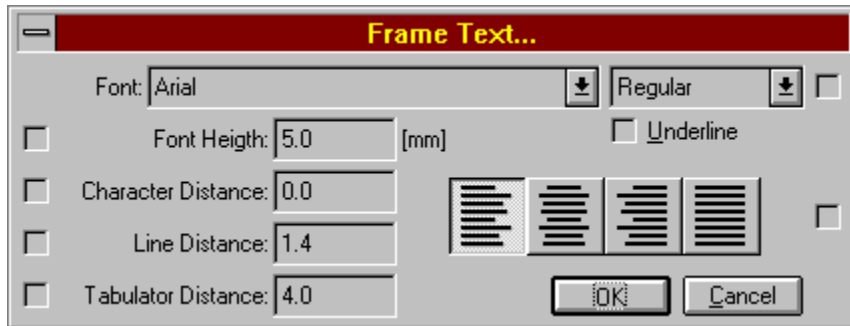 Frame Text...
Font: Arial Regular
Font Heigth: 5.0 [mm] Underline
Character Distance: 0.0
Line Distance: 1.4
Tabulator Distance: 4.0 OK Cancel